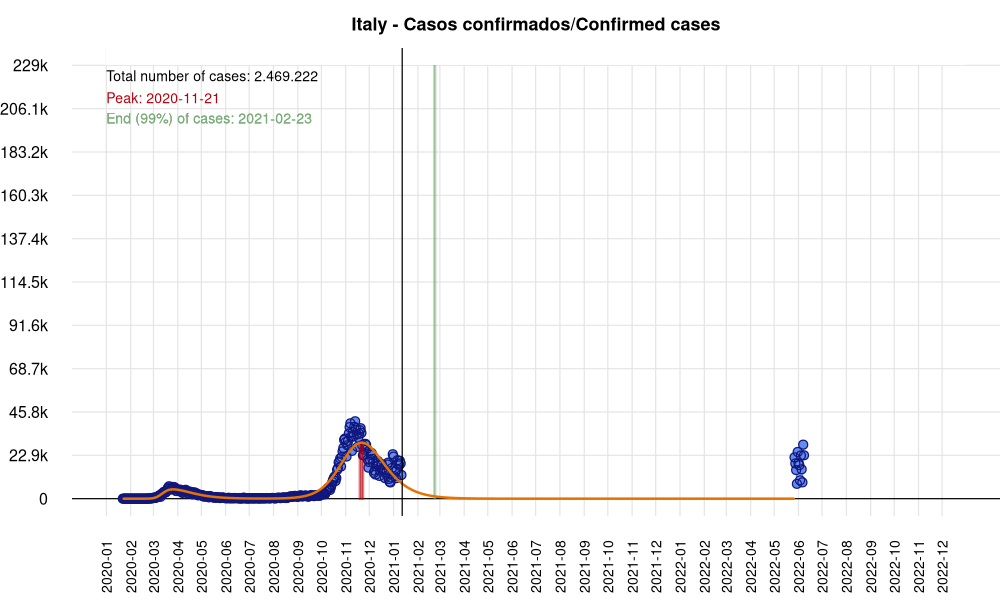 Italy - Casos confirmados/Confirmed cases
Total number of cases: 2.469.222
Peak: 2020-11-21
End (99%) of cases: 2021-02-23
229k
206.1k
183.2k
160.3k
137.4k
114.5k
91.6k
68.7k
45.8k
22.9k
0
2020-01
2020-02
2020-03
2020-04
2020-05
2020-06
2020-07
2020-08
2020-09
2020-10
2020-11
2020-12
2021-01
2021-02
2021-03
2021-04
2021-05
2021-06
2021-07
2021-08
2021-09
2021-10
2021-11
2021-12
2022-01
2022-02
2022-03
2022-04
2022-05
2022-06
2022-07
2022-08
2022-09
2022-10
2022-11
2022-12